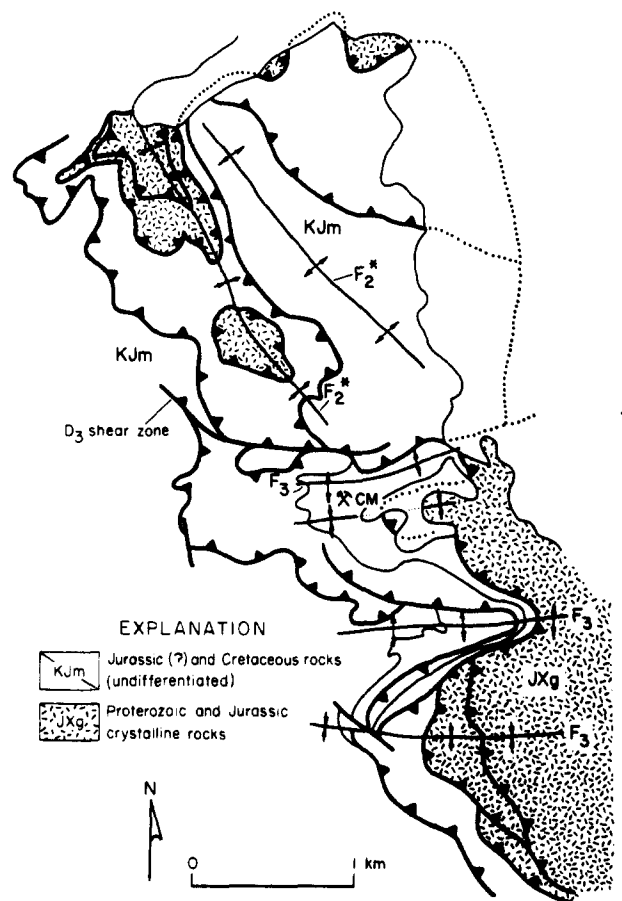 KJm
F2*
KJm
F2*
D3 shear zone
F3
CM
F3
EXPLANATION
KJm Jurassic (?) and Cretaceous rocks
(undifferentiated)
JXg Proterozoic and Jurassic
crystalline rocks
JXg
F3
N
0 1 km